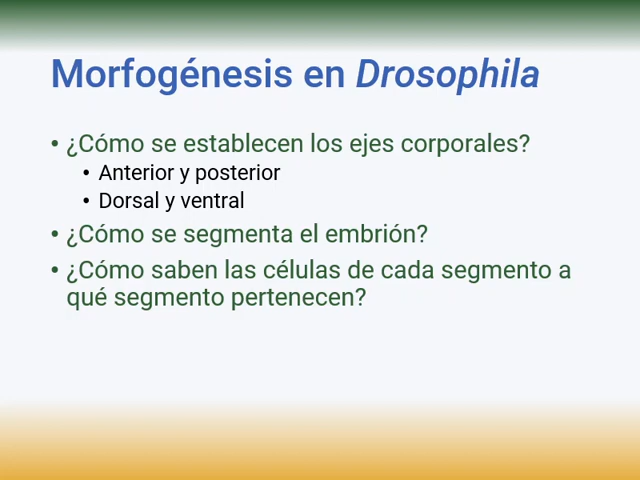 Morfogénesis en Drosophila
• ¿Cómo se establecen los ejes corporales?
• Anterior y posterior
• Dorsal y ventral
• ¿Cómo se segmenta el embrión?
• ¿Cómo saben las células de cada segmento a
qué segmento pertenecen?